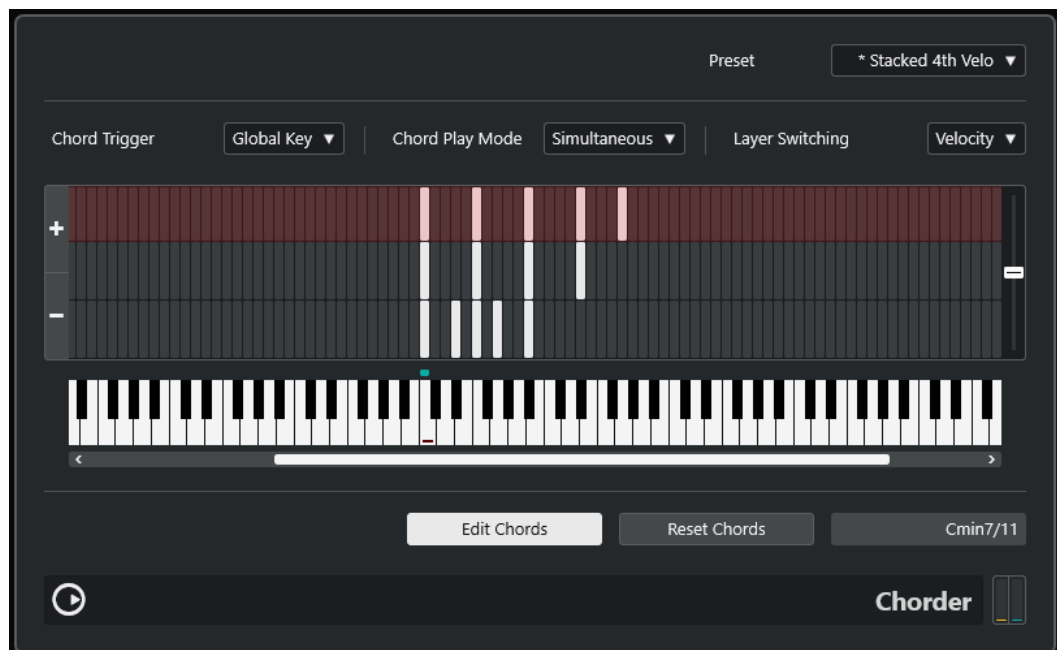 Preset
* Stacked 4th Velo
Chord Trigger
Global Key
Chord Play Mode
Simultaneous
Layer Switching
Velocity
Edit Chords
Reset Chords
Cmin7/11
Chorder